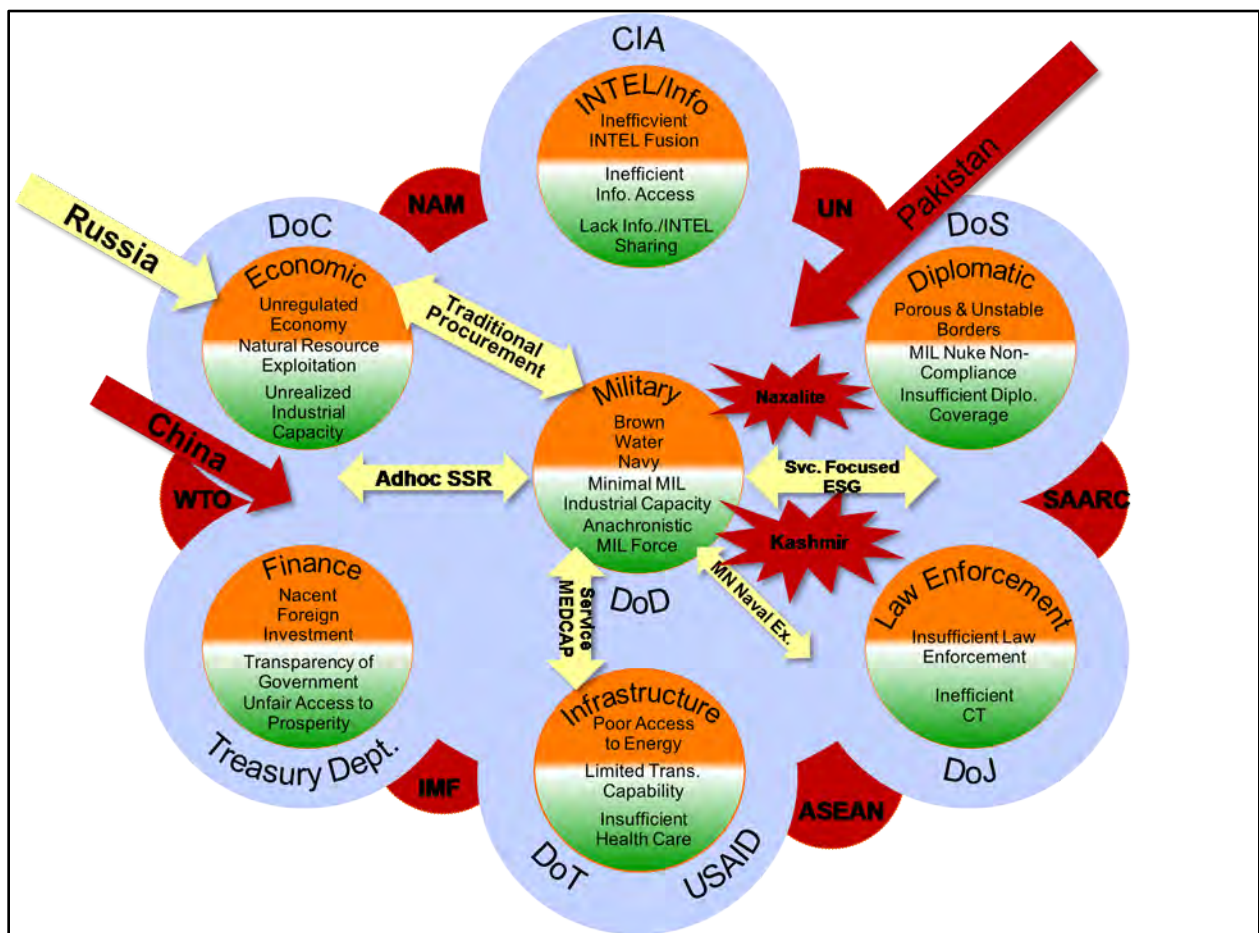 CIA
INTEL/Info
Inefficvient
INTEL Fusion
Inefficient
Info. Access
Lack Info./INTEL
Sharing
NAM
UN
Pakistan
Russia
DoC
Economic
Unregulated
Economy
Natural Resource
Exploitation
Unrealized
Industrial
Capacity
Traditional
Procurement
DoS
Diplomatic
Porous & Unstable
Borders
MIL Nuke Non-
Compliance
Insufficient Diplo.
Coverage
Naxalite
Military
Brown
Water
Navy
Minimal MIL
Industrial Capacity
Anachronistic
MIL Force
DoD
China
WTO
Adhoc SSR
Svc. Focused
ESG
SAARC
Kashmir
Finance
Nacent
Foreign
Investment
Transparency of
Government
Unfair Access to
Prosperity
Treasury Dept.
Service
MEDCAP
MN Naval Ex.
Law Enforcement
Insufficient Law
Enforcement
Inefficient
CT
DoJ
IMF
Infrastructure
Poor Access
to Energy
Limited Trans.
Capability
Insufficient
Health Care
DoT
USAID
ASEAN